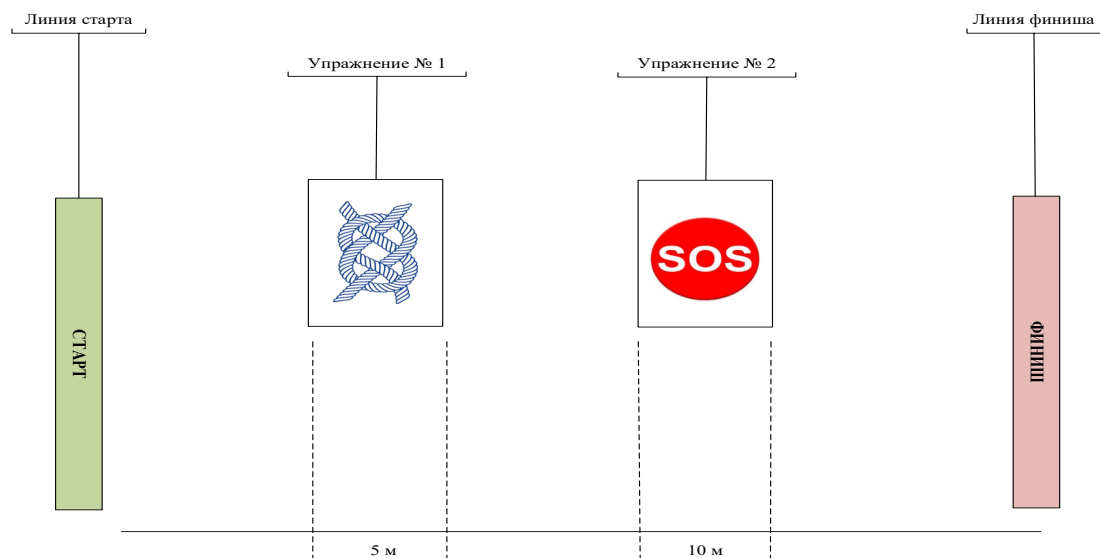 Линия старта
Линия финиша
Упражнение № 1
Упражнение № 2
SOS
СТАРТ
ФИНИШ
5 м
10 м